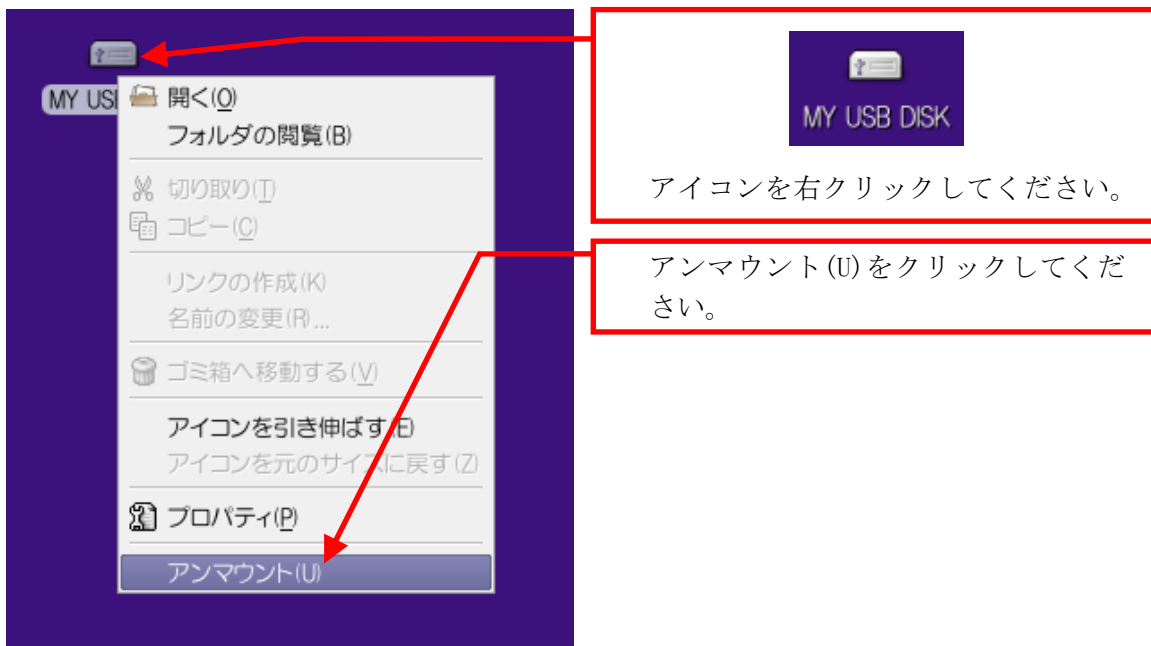 MY USB
開く(O)
フォルダの閲覧(B)
切り取り(T)
コピー(C)
リンクの作成(K)
名前の変更(R)...
ゴミ箱へ移動する(V)
アイコンを引き伸ばす(E)
アイコンを元のサイズに戻す(Z)
プロパティ(P)
アンマウント(U)
MY USB DISK
アイコンを右クリックしてください。
アンマウント(U)をクリックしてくだ
さい。